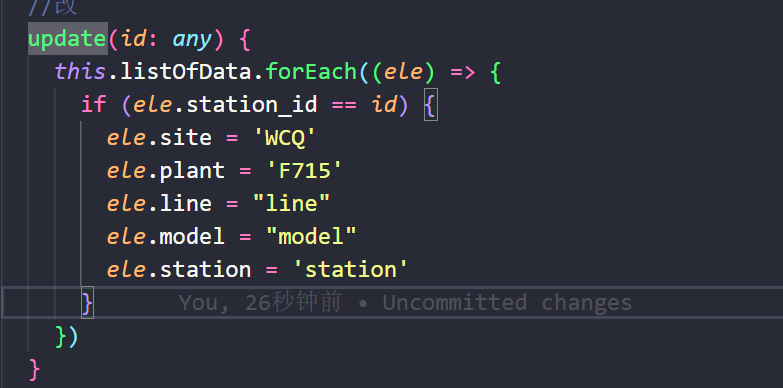 //改
update(id: any) {
this.listOfData.forEach((ele) => {
if (ele.station_id == id) {
ele.site = 'WCQ'
ele.plant = 'F715'
ele.line = "line"
ele.model = "model"
ele.station = 'station'
} You, 26秒钟前 • Uncommitted changes
})
}